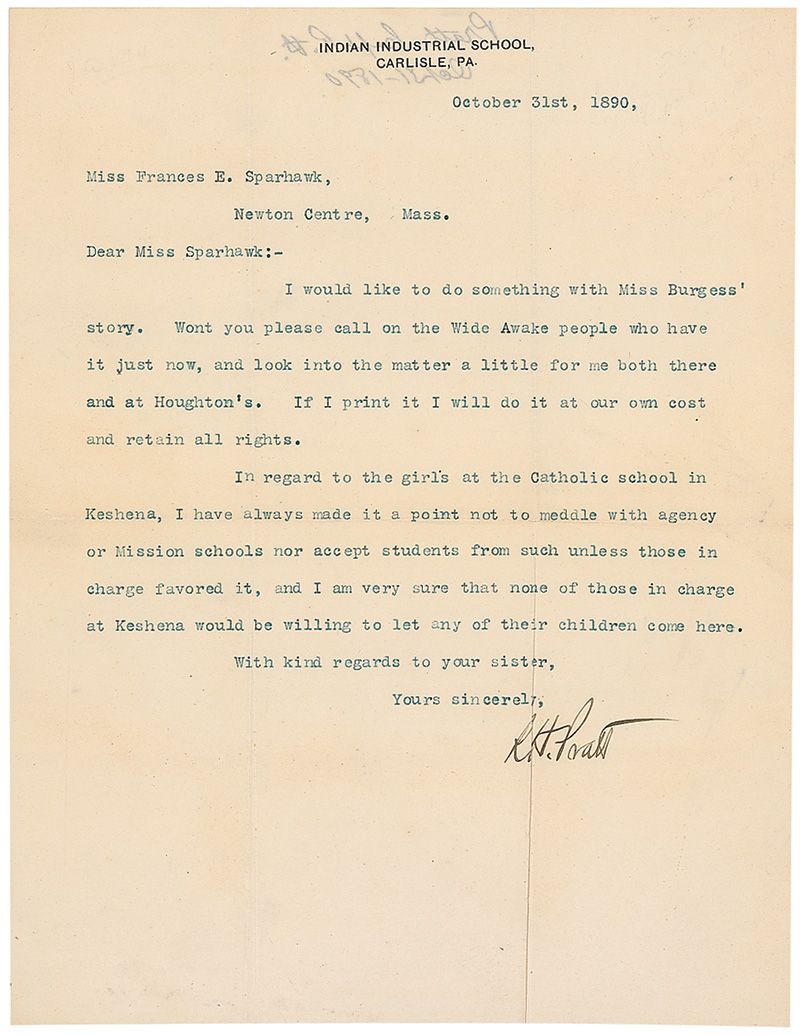 INDIAN INDUSTRIAL SCHOOL,
CARLISLE, PA.
October 31st, 1890,
Miss Frances E. Sparhawk,
Newton Centre, Mass.
Dear Miss Sparhawk:-
I would like to do something with Miss Burgess'
story. Wont you please call on the Wide Awake people who have
it just now, and look into the matter a little for me both there
and at Houghton's. If I print it I will do it at our own cost
and retain all rights.
In regard to the girl's at the Catholic school in
Keshena, I have always made it a point not to meddle with agency
or Mission schools nor accept students from such unless those in
charge favored it, and I am very sure that none of those in charge
at Keshena would be willing to let any of their children come here.
With kind regards to your sister,
Yours sincerely,
R.H. Pratt